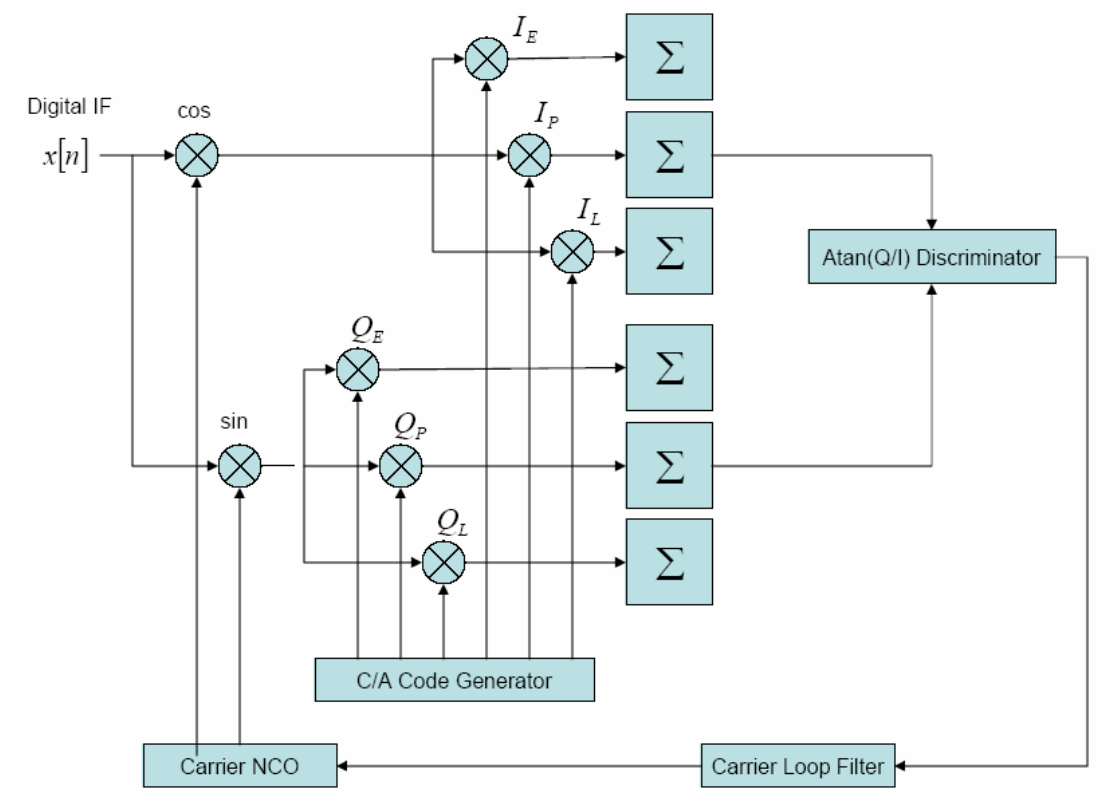 I_E
Σ
Digital IF
cos
I_P
x[n]
Σ
I_L
Σ
Atan(Q/I) Discriminator
Q_E
Σ
sin
Q_P
Σ
Q_L
Σ
C/A Code Generator
Carrier NCO
Carrier Loop Filter